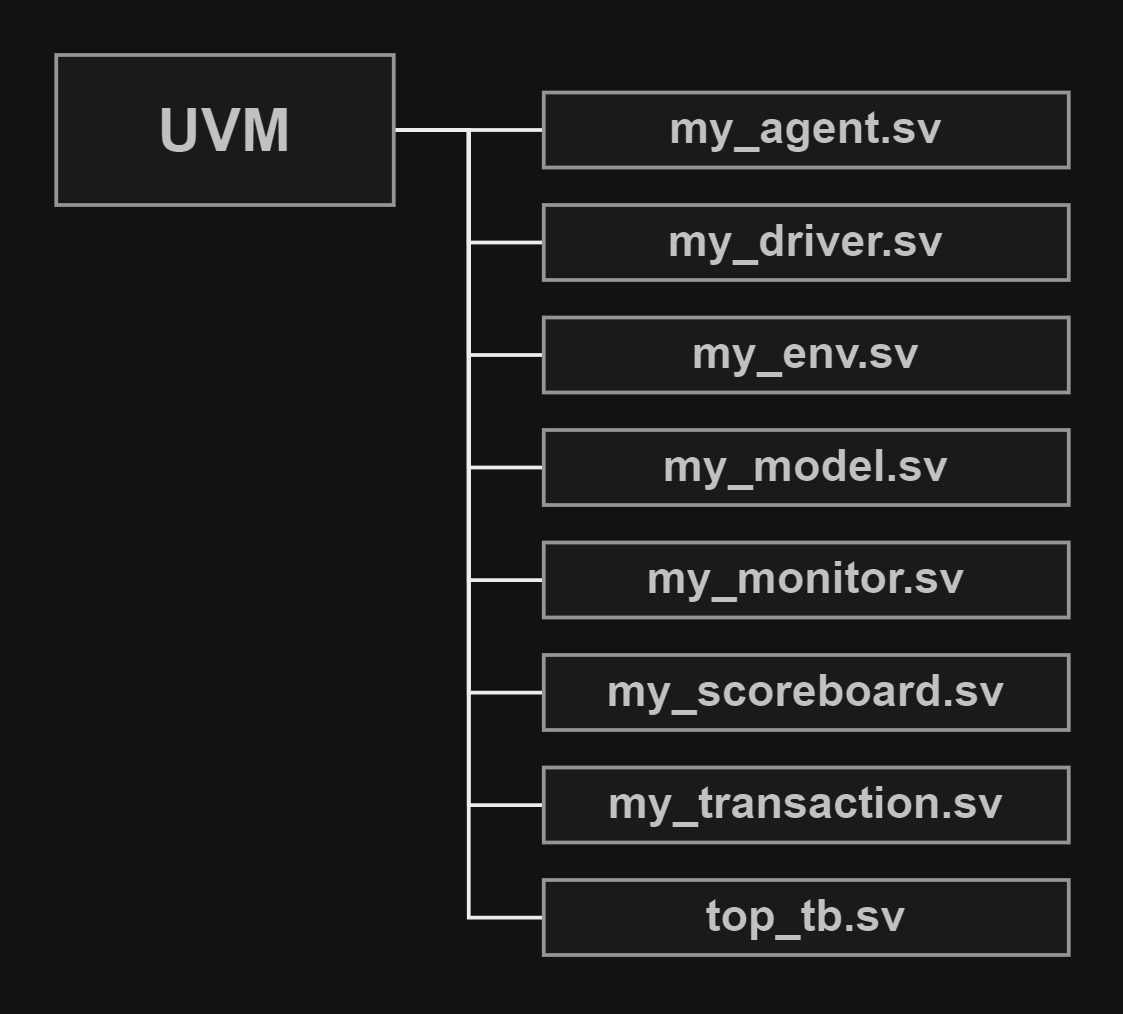 UVM
my_agent.sv
my_driver.sv
my_env.sv
my_model.sv
my_monitor.sv
my_scoreboard.sv
my_transaction.sv
top_tb.sv